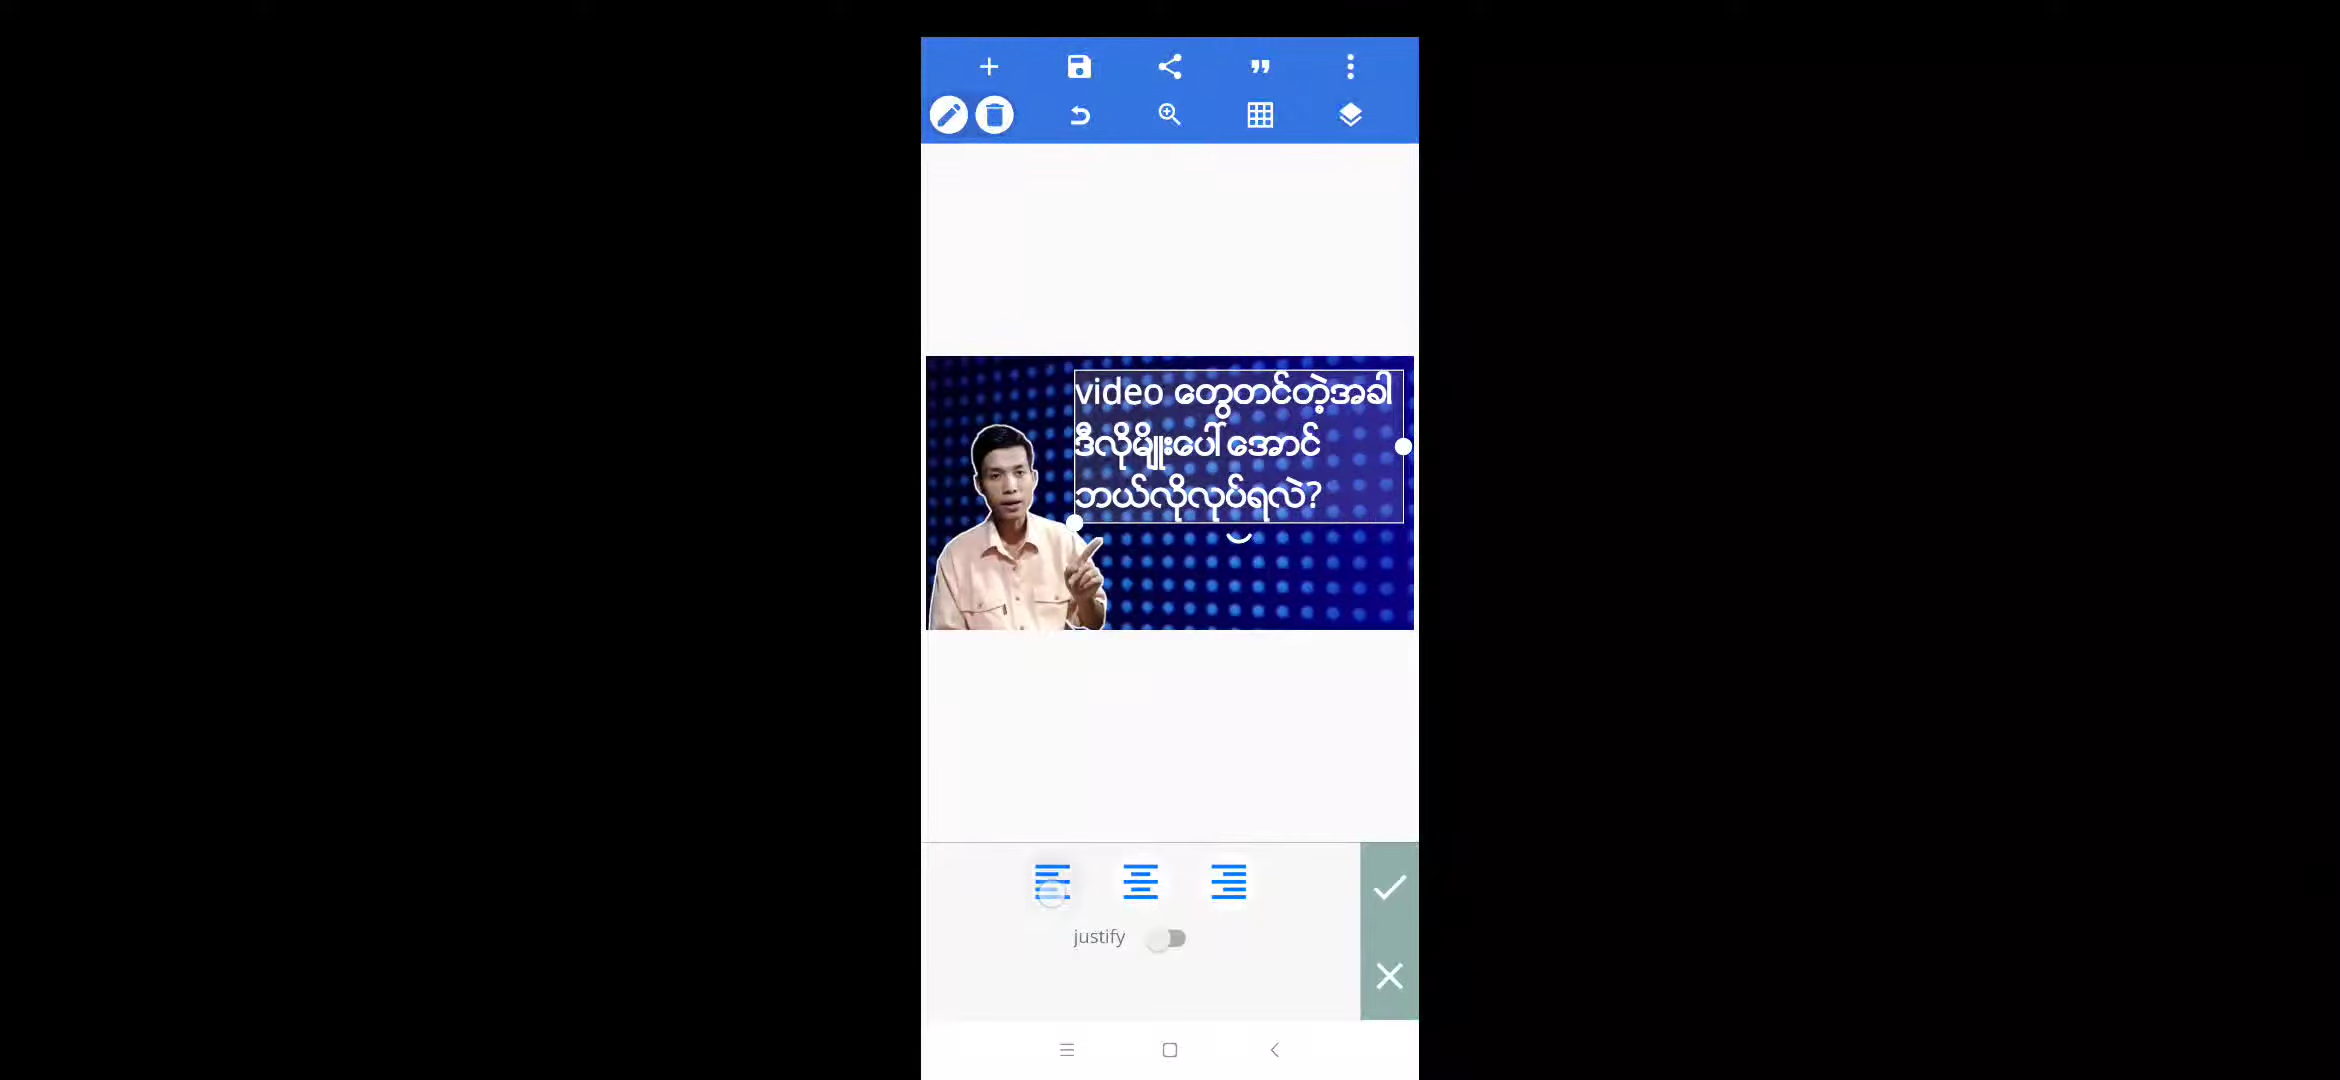 video တွေတင်တဲ့အခါ
ဒီလိုမျိုးပေါ်အောင်
ဘယ်လိုလုပ်ရလဲ?
justify